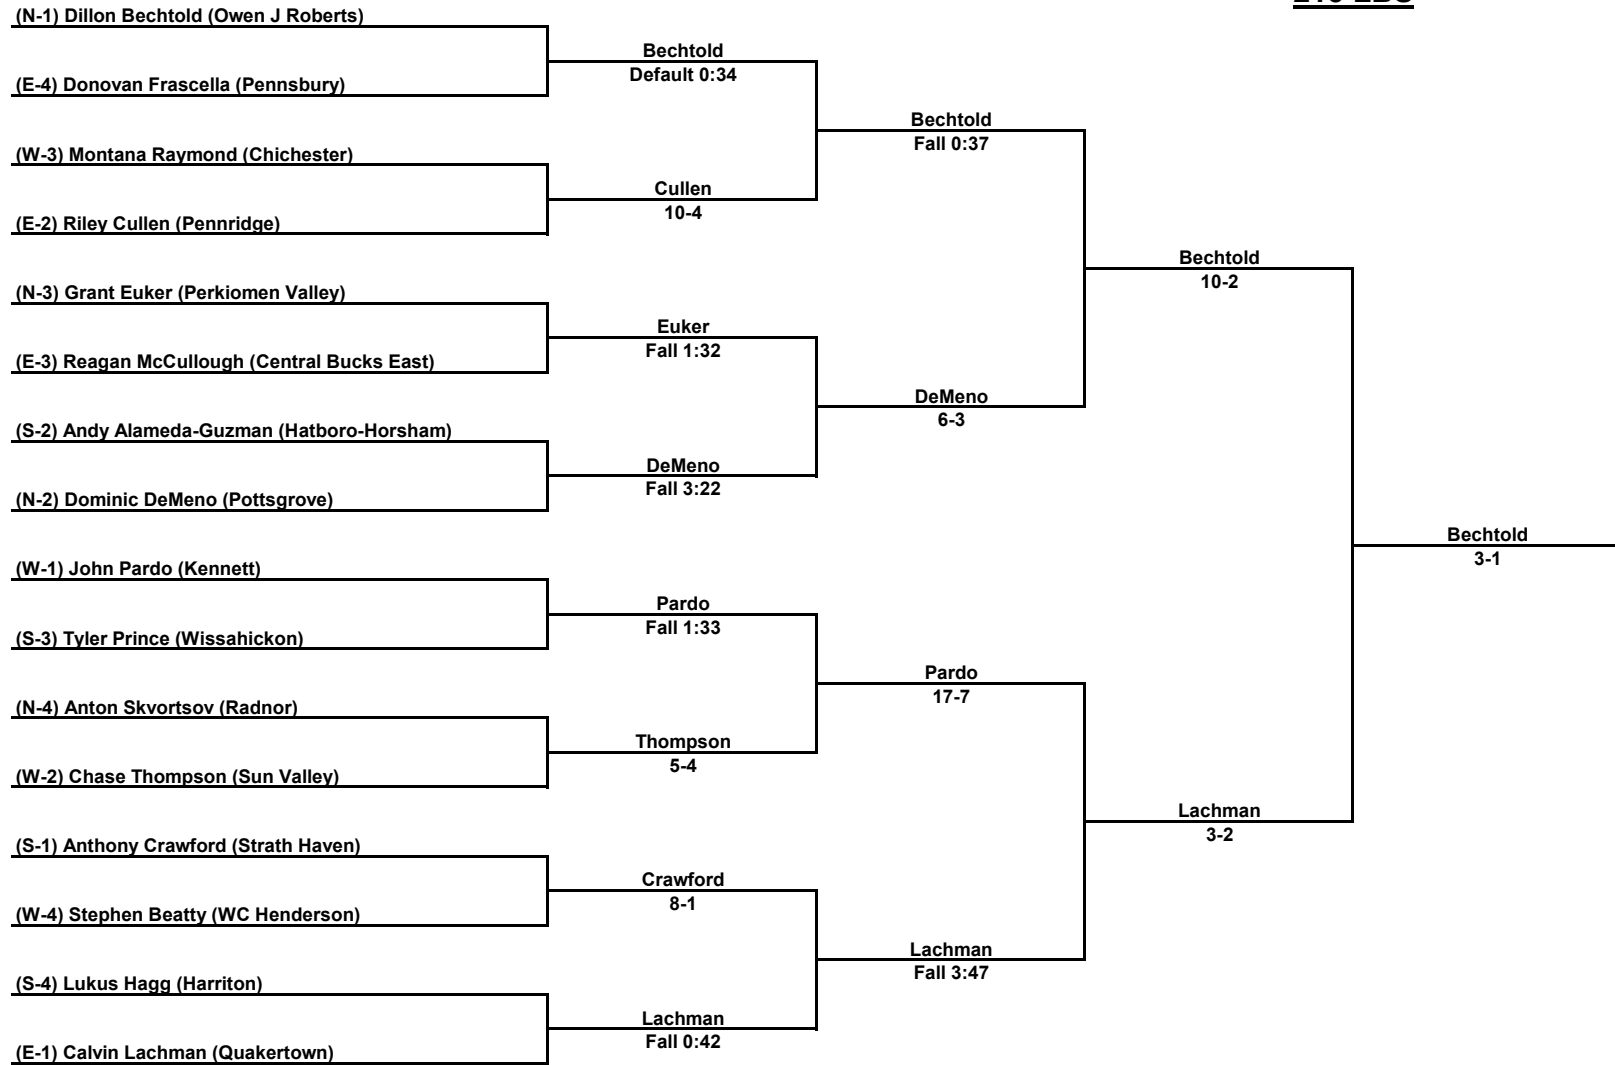 (N-1) Dillon Bechtold (Owen J Roberts)
Bechtold
Default 0:34
(E-4) Donovan Frascella (Pennsbury)
Bechtold
Fall 0:37
(W-3) Montana Raymond (Chichester)
Cullen
10-4
(E-2) Riley Cullen (Pennridge)
Bechtold
10-2
(N-3) Grant Euker (Perkiomen Valley)
Euker
Fall 1:32
(E-3) Reagan McCullough (Central Bucks East)
DeMeno
6-3
(S-2) Andy Alameda-Guzman (Hatboro-Horsham)
DeMeno
Fall 3:22
(N-2) Dominic DeMeno (Pottsgrove)
Bechtold
3-1
(W-1) John Pardo (Kennett)
Pardo
Fall 1:33
(S-3) Tyler Prince (Wissahickon)
Pardo
17-7
(N-4) Anton Skvortsov (Radnor)
Thompson
5-4
(W-2) Chase Thompson (Sun Valley)
Lachman
3-2
(S-1) Anthony Crawford (Strath Haven)
Crawford
8-1
(W-4) Stephen Beatty (WC Henderson)
Lachman
Fall 3:47
(S-4) Lukus Hagg (Harriton)
Lachman
Fall 0:42
(E-1) Calvin Lachman (Quakertown)